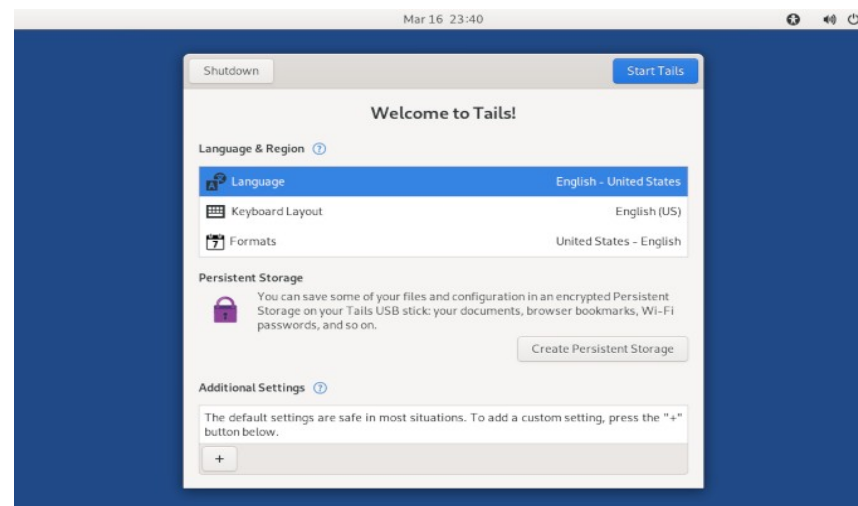 Mar 16 23:40
Shutdown
Start Tails
Welcome to Tails!
Language & Region ?
Language English - United States
Keyboard Layout English (US)
7 Formats United States - English
Persistent Storage
You can save some of your files and configuration in an encrypted Persistent
Storage on your Tails USB stick: your documents, browser bookmarks, Wi-Fi
passwords, and so on.
Create Persistent Storage
Additional Settings ?
The default settings are safe in most situations. To add a custom setting, press the "+"
button below.
+